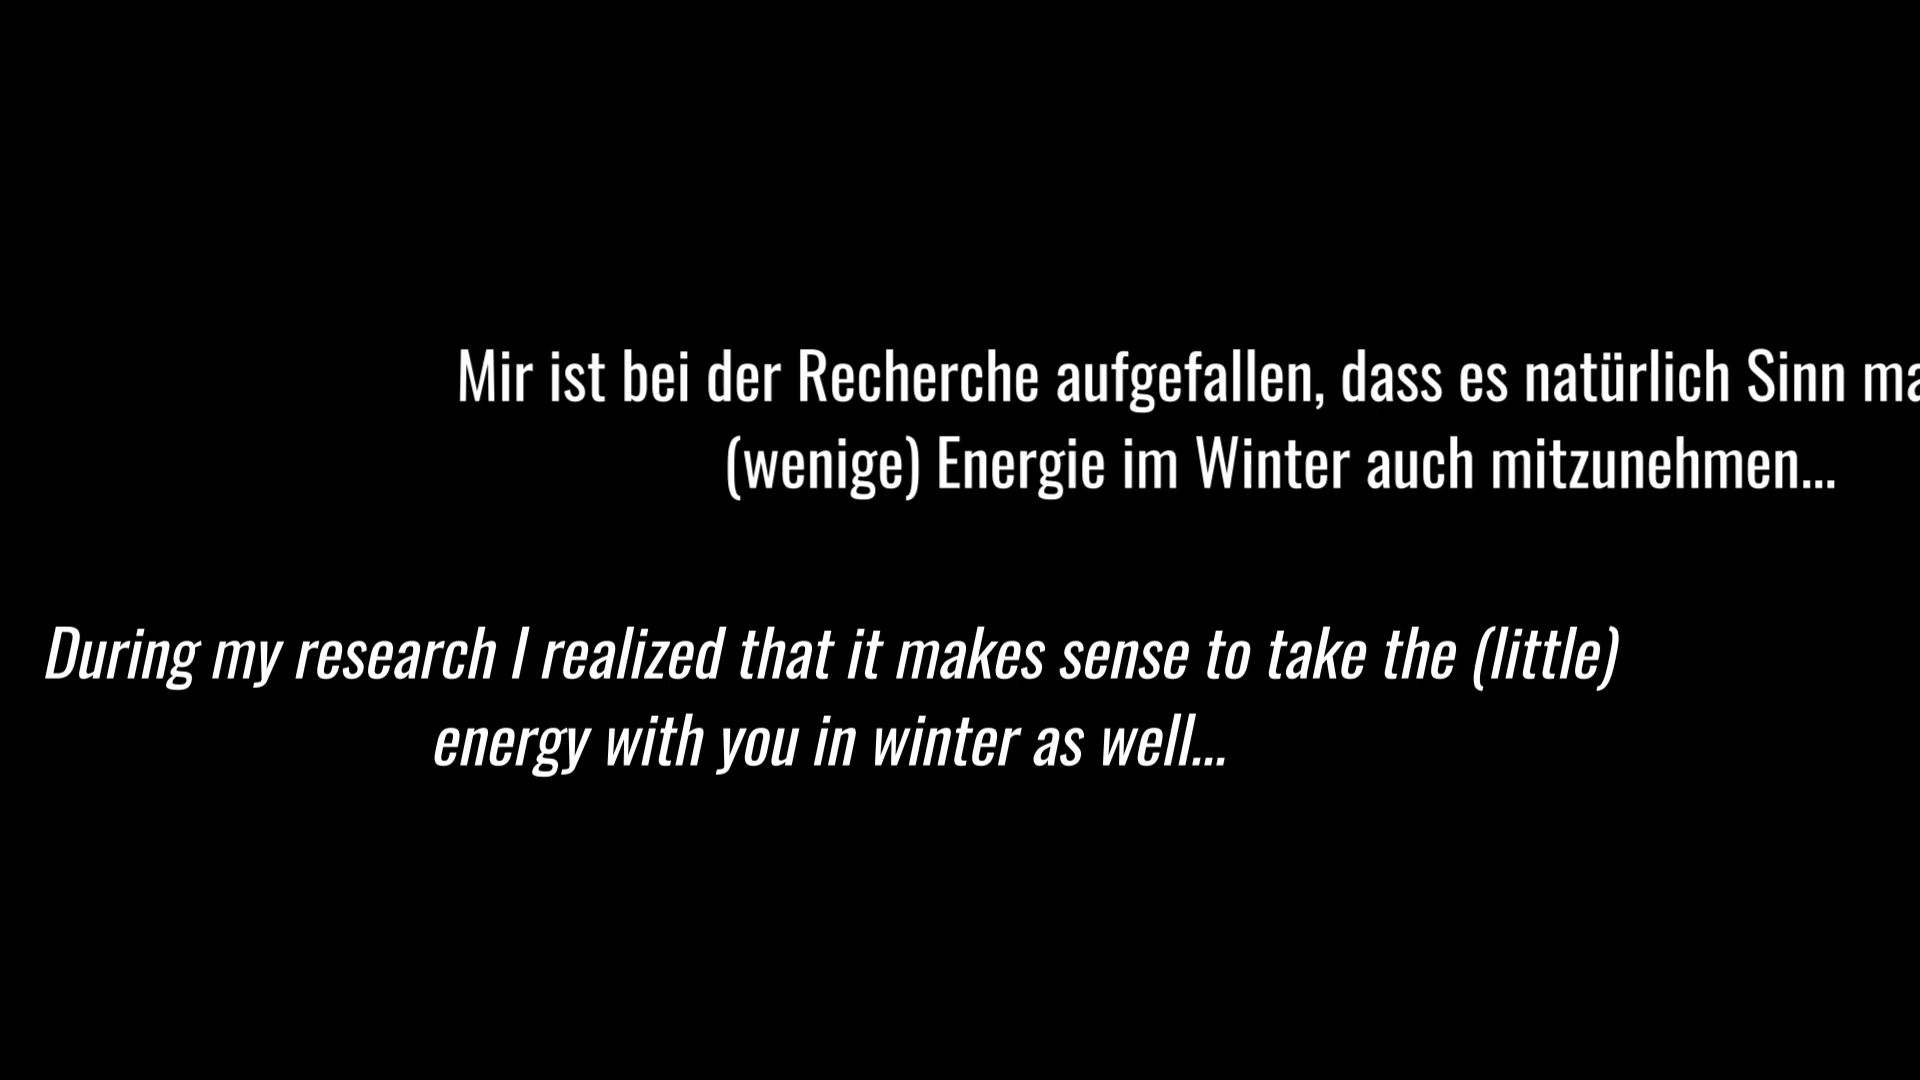 Mir ist bei der Recherche aufgefallen, dass es natürlich Sinn
(wenige) Energie im Winter auch mitzunehmen...
During my research I realized that it makes sense to take the (little)
energy with you in winter as well...